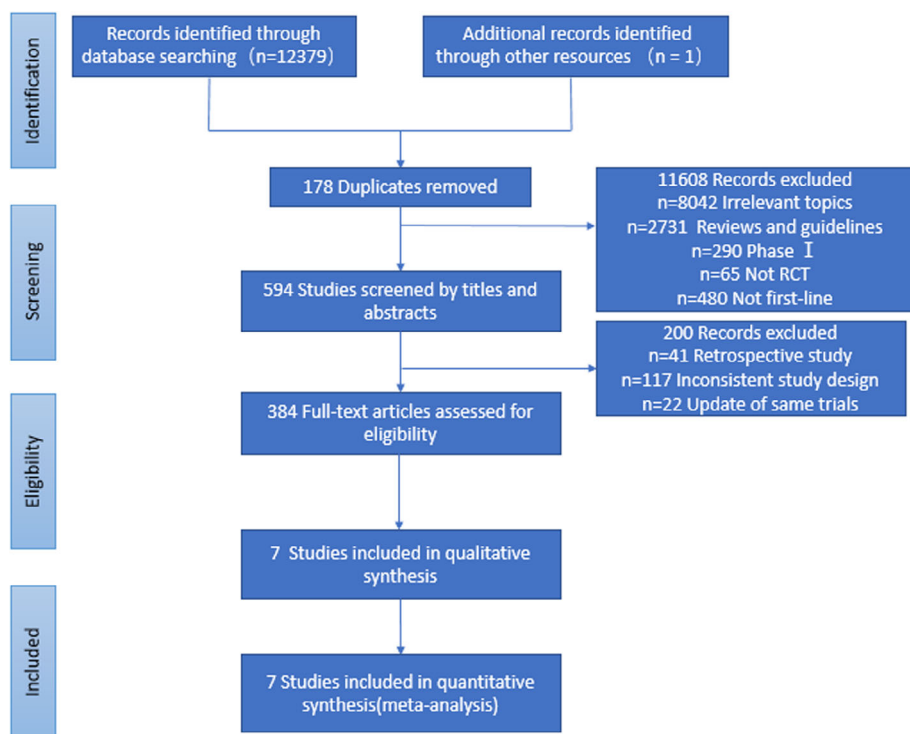 Identification
Records identified through
database searching (n=12379)
Additional records identified
through other resources （n = 1）
178 Duplicates removed
11608 Records excluded
n=8042 Irrelevant topics
n=2731 Reviews and guidelines
n=290 Phase Ⅰ
n=65 Not RCT
n=480 Not first-line
Screening
594 Studies screened by titles and
abstracts
200 Records excluded
n=41 Retrospective study
n=117 Inconsistent study design
n=22 Update of same trials
Eligibility
384 Full-text articles assessed for
eligibility
7 Studies included in qualitative
synthesis
Included
7 Studies included in quantitative
synthesis(meta-analysis)